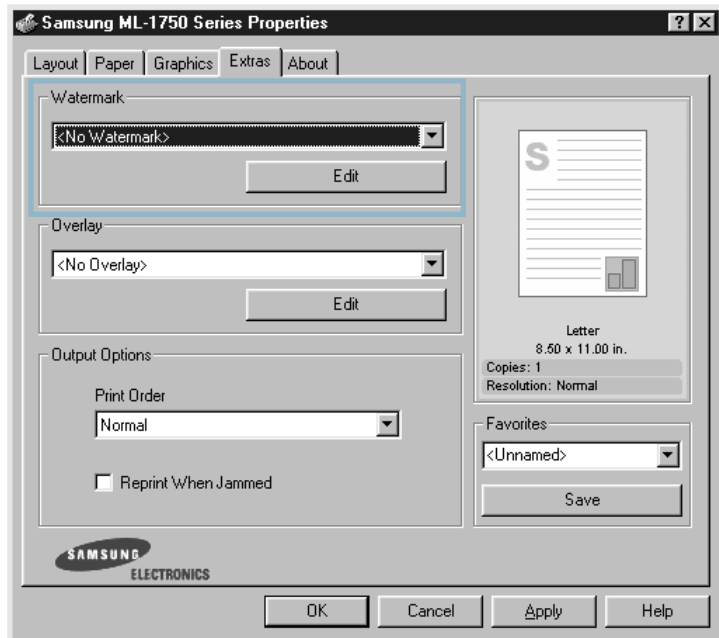 Samsung ML-1750 Series Properties
Layout
Paper
Graphics
Extras
About
Watermark
<No Watermark>
Edit
Overlay
<No Overlay>
Edit
Output Options
Print Order
Normal
Reprint When Jammed
S
Letter
8.50 x 11.00 in.
Copies: 1
Resolution: Normal
Favorites
<Unnamed>
Save
SAMSUNG
ELECTRONICS
OK
Cancel
Apply
Help